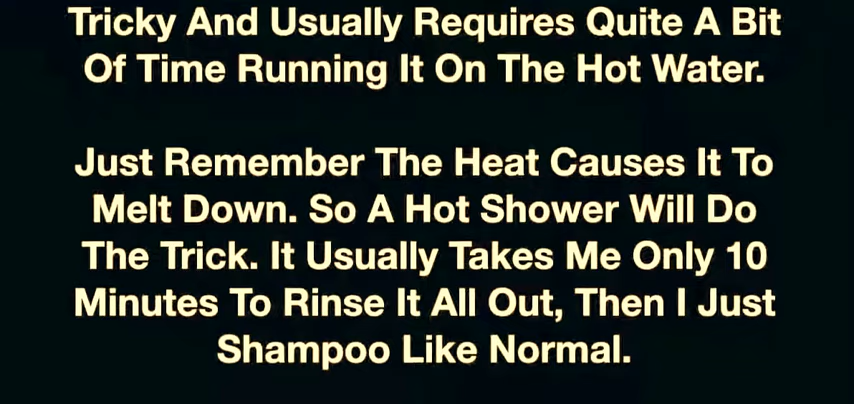 Tricky And Usually Requires Quite A Bit
Of Time Running It On The Hot Water.
Just Remember The Heat Causes It To
Melt Down. So A Hot Shower Will Do
The Trick. It Usually Takes Me Only 10
Minutes To Rinse It All Out, Then I Just
Shampoo Like Normal.